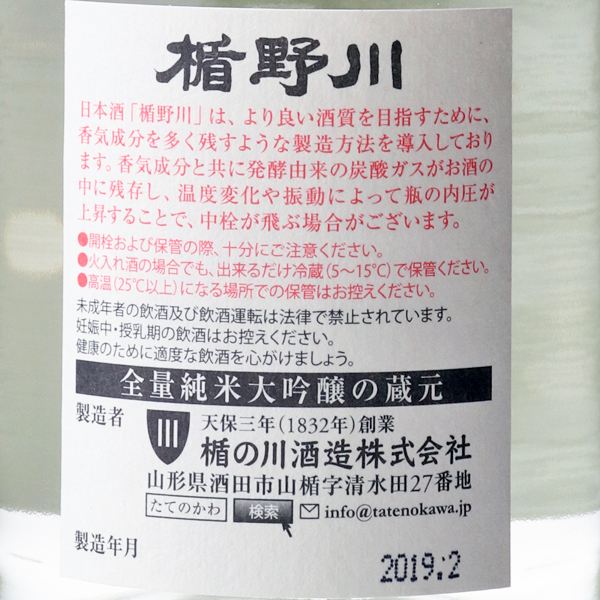 楯野川
日本酒「楯野川」は、より良い酒質を目指すために、
香気成分を多く残すような製造方法を導入しており
ます。香気成分と共に発酵由来の炭酸ガスがお酒の
中に残存し、温度変化や振動によって瓶の内圧が
上昇することで、中栓が飛ぶ場合がございます。
●開栓および保管の際、十分にご注意ください。
●火入れ酒の場合でも、出来るだけ冷蔵(5〜15℃)で保管ください。
●高温(25℃以上)になる場所での保管はお控えください。
未成年者の飲酒及び飲酒運転は法律で禁止されています。
妊娠中・授乳期の飲酒はお控えください。
健康のために適度な飲酒を心がけましょう。
全量純米大吟醸の蔵元
製造者
天保三年(1832年)創業
楯の川酒造株式会社
山形県酒田市山楯字清水田27番地
たてのかわ 検索 info@tatenokawa.jp
製造年月
2019.2